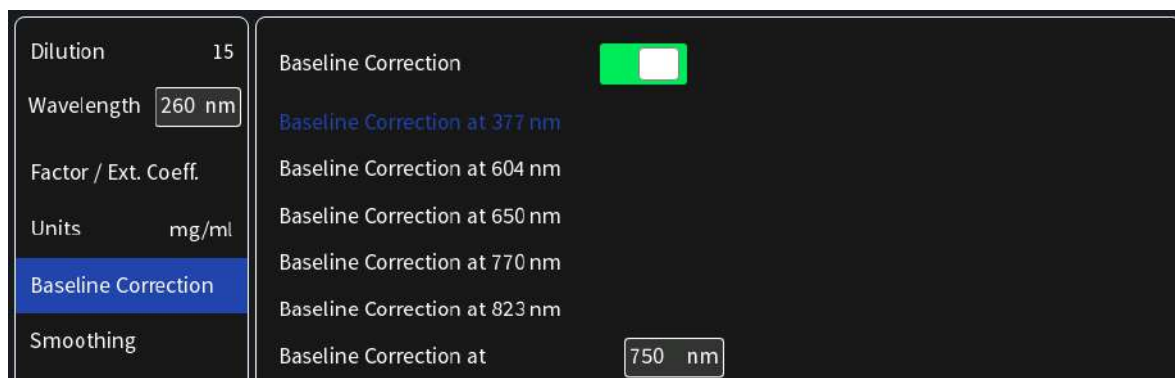 Dilution 15
Wavelength 260 nm
Factor / Ext. Coeff.
Units mg/ml
Baseline Correction
Smoothing
Baseline Correction
Baseline Correction at 377 nm
Baseline Correction at 604 nm
Baseline Correction at 650 nm
Baseline Correction at 770 nm
Baseline Correction at 823 nm
Baseline Correction at 750 nm